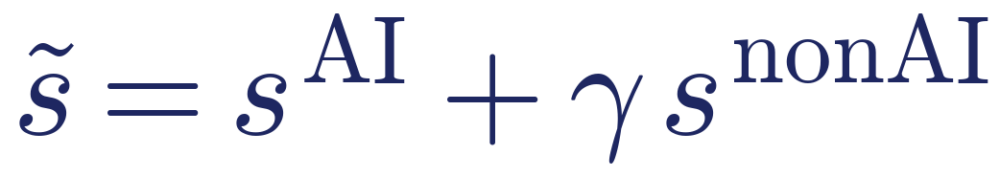 s̃ = s^AI + γ s^nonAI